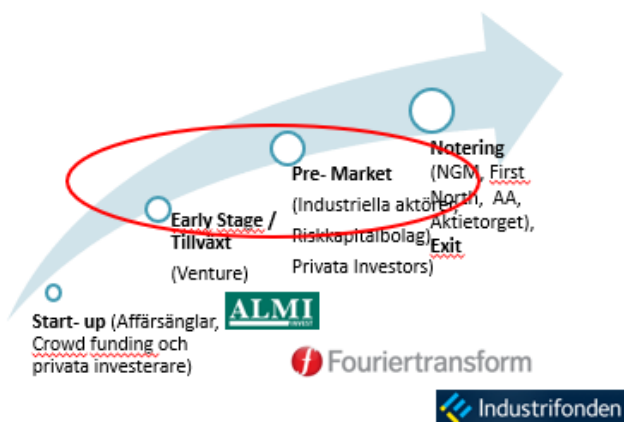 Notering
(NGM, First
North, AA,
Aktietorget),
Exit
Pre- Market
(Industriella aktörer,
Riskkapitalbolag)
Privata Investors)
Early Stage /
Tillväxt
(Venture)
Start- up (Affärsänglar,
Crowd funding och
privata investerare)
ALMI
INVEST
Fouriertransform
Industrifonden